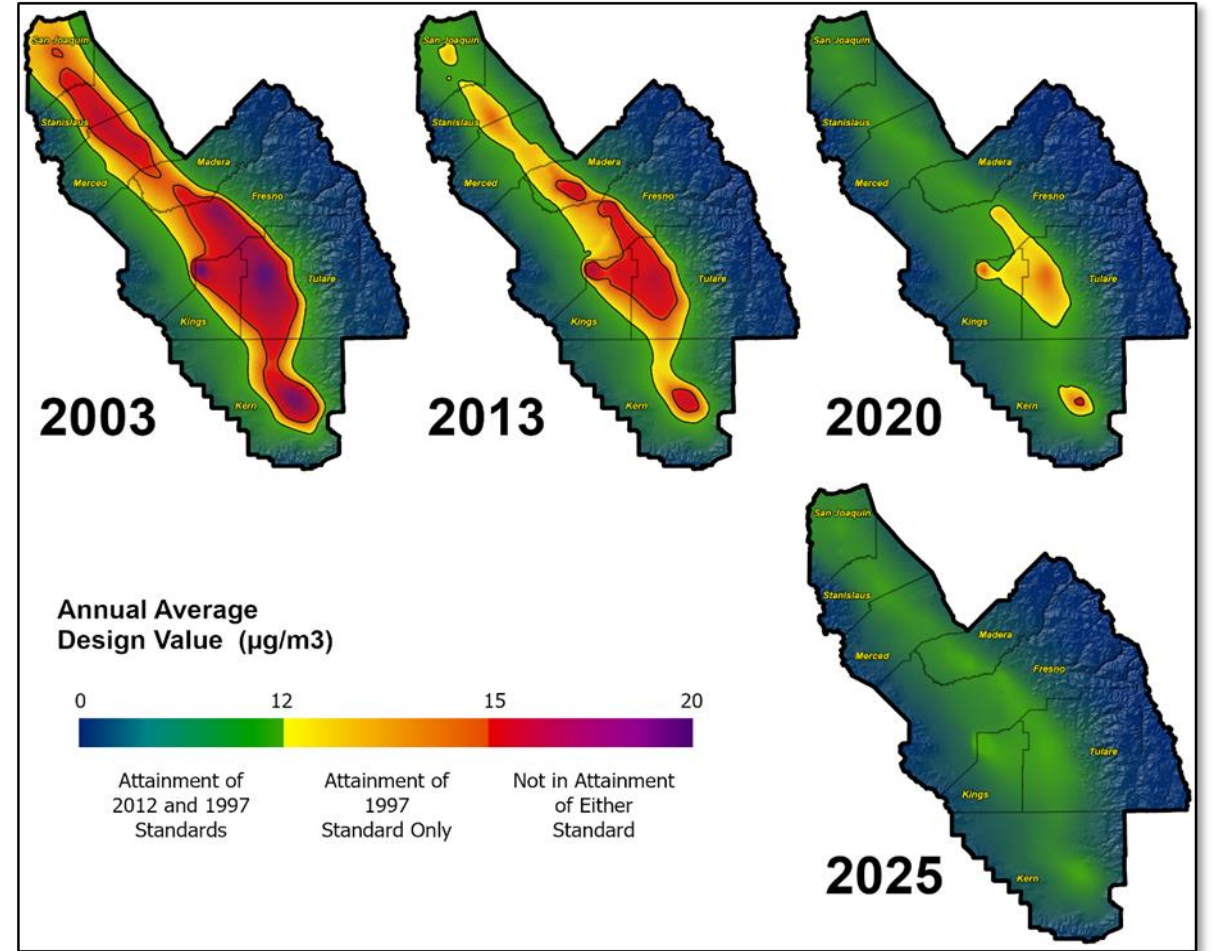 San Joaquin
Stanislaus
Merced
Madera
Fresno
Tulare
Kings
Kern
2003
San Joaquin
Stanislaus
Merced
Madera
Fresno
Tulare
Kings
Kern
2013
San Joaquin
Stanislaus
Merced
Madera
Fresno
Tulare
Kings
Kern
2020
Annual Average
Design Value (µg/m3)
0 12 15 20
Attainment of
2012 and 1997
Standards
Attainment of
1997
Standard Only
Not in Attainment
of Either
Standard
San Joaquin
Stanislaus
Merced
Madera
Fresno
Tulare
Kings
Kern
2025